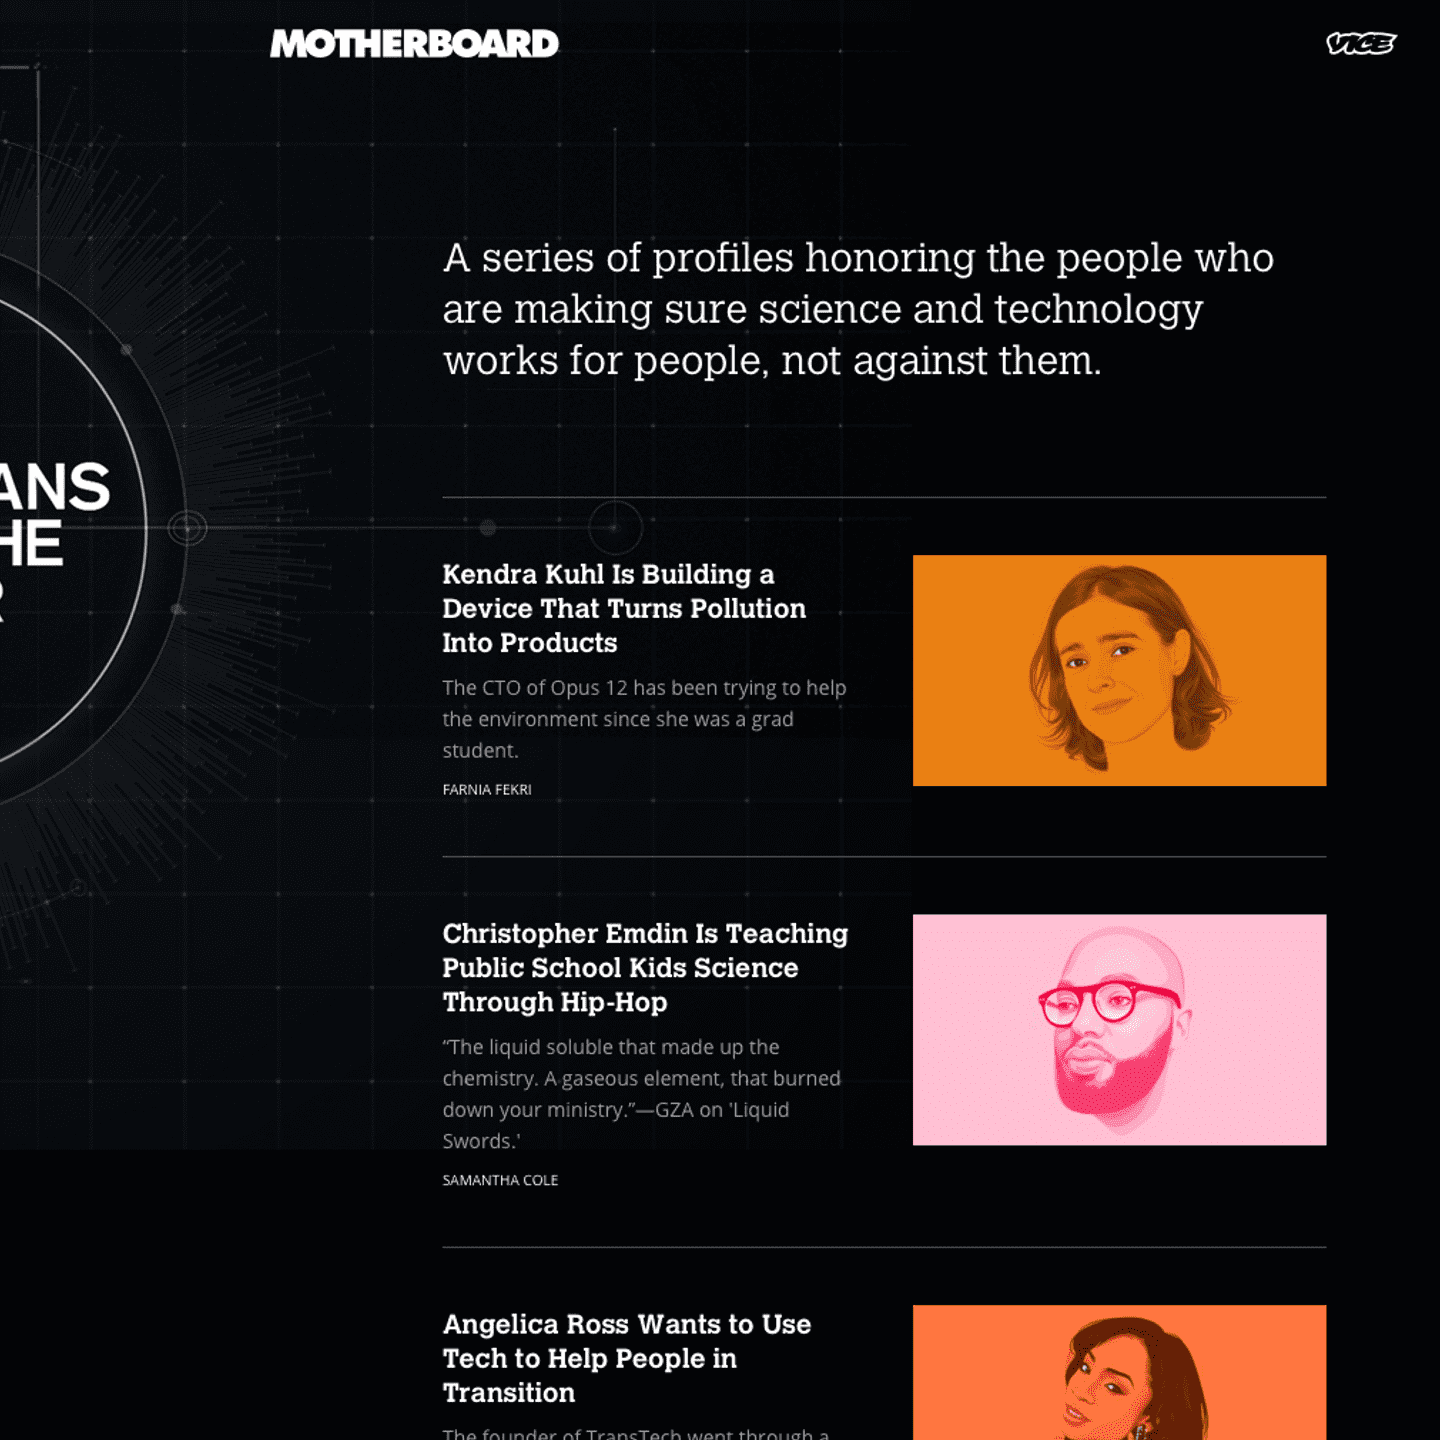 MOTHERBOARD
VICE
A series of profiles honoring the people who
are making sure science and technology
works for people, not against them.
ANS
HE
R
Kendra Kuhl Is Building a
Device That Turns Pollution
Into Products
The CTO of Opus 12 has been trying to help
the environment since she was a grad
student.
FARNIA FEKRI
Christopher Emdin Is Teaching
Public School Kids Science
Through Hip-Hop
“The liquid soluble that made up the
chemistry. A gaseous element, that burned
down your ministry.”—GZA on 'Liquid
Swords.'
SAMANTHA COLE
Angelica Ross Wants to Use
Tech to Help People in
Transition
The founder of TransTech went through a